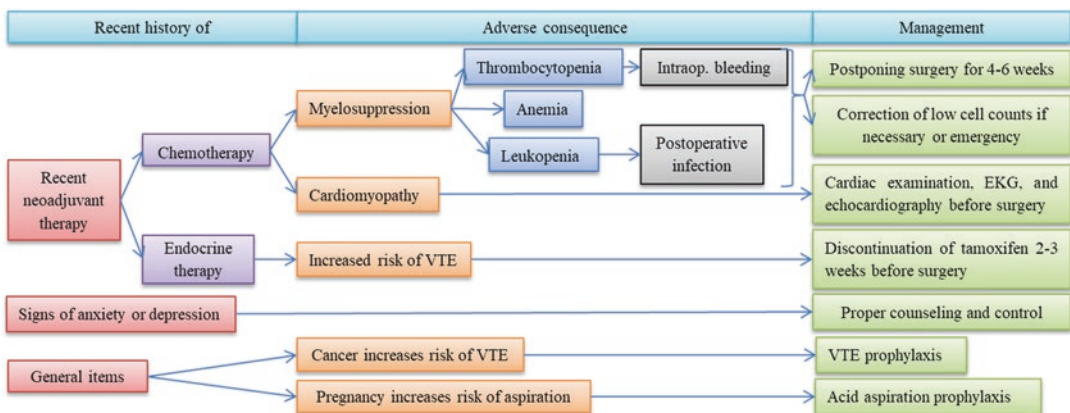 Recent history of
Adverse consequence
Management
Thrombocytopenia
Intraop. bleeding
Postponing surgery for 4-6 weeks
Myelosuppression
Anemia
Correction of low cell counts if
necessary or emergency
Chemotherapy
Leukopenia
Postoperative
infection
Recent
neoadjuvant
therapy
Cardiomyopathy
Cardiac examination, EKG, and
echocardiography before surgery
Endocrine
therapy
Increased risk of VTE
Discontinuation of tamoxifen 2-3
weeks before surgery
Signs of anxiety or depression
Proper counseling and control
General items
Cancer increases risk of VTE
VTE prophylaxis
Pregnancy increases risk of aspiration
Acid aspiration prophylaxis